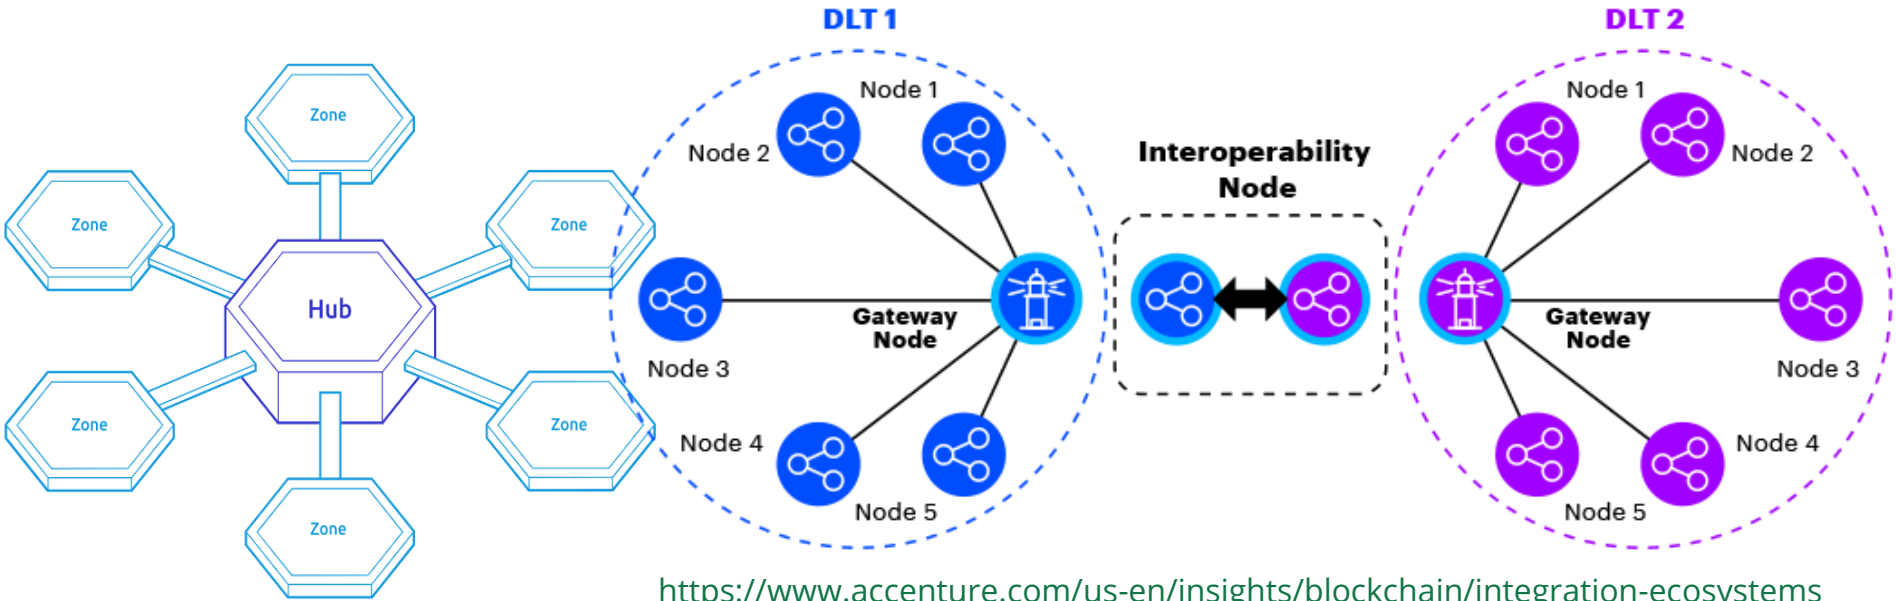 Zone
Zone
Zone
Hub
Zone
Zone
Zone
DLT 1
Node 1
Node 2
Node 3
Gateway
Node
Node 4
Node 5
Interoperability
Node
DLT 2
Node 1
Node 2
Gateway
Node
Node 3
Node 4
Node 5
https://www.accenture.com/us-en/insights/blockchain/integration-ecosystems